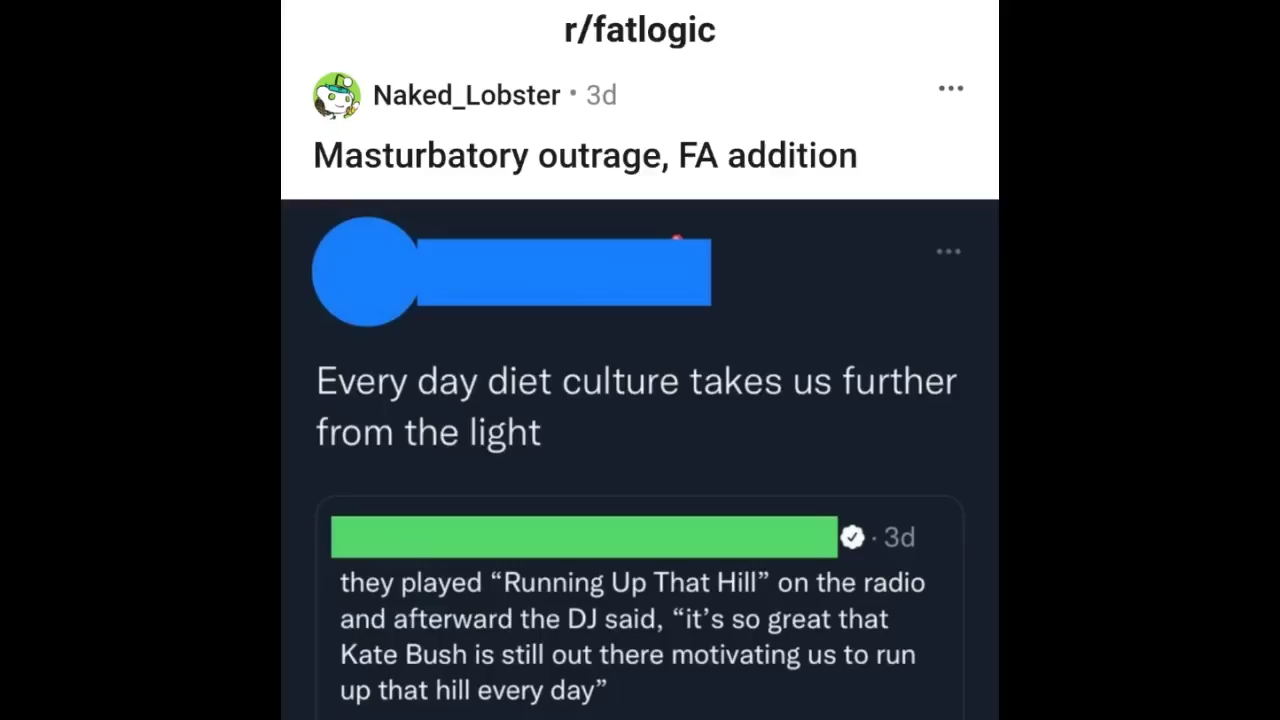 r/fatlogic
Naked_Lobster • 3d
Masturbatory outrage, FA addition
Every day diet culture takes us further
from the light
· 3d
they played “Running Up That Hill” on the radio
and afterward the DJ said, “it’s so great that
Kate Bush is still out there motivating us to run
up that hill every day”